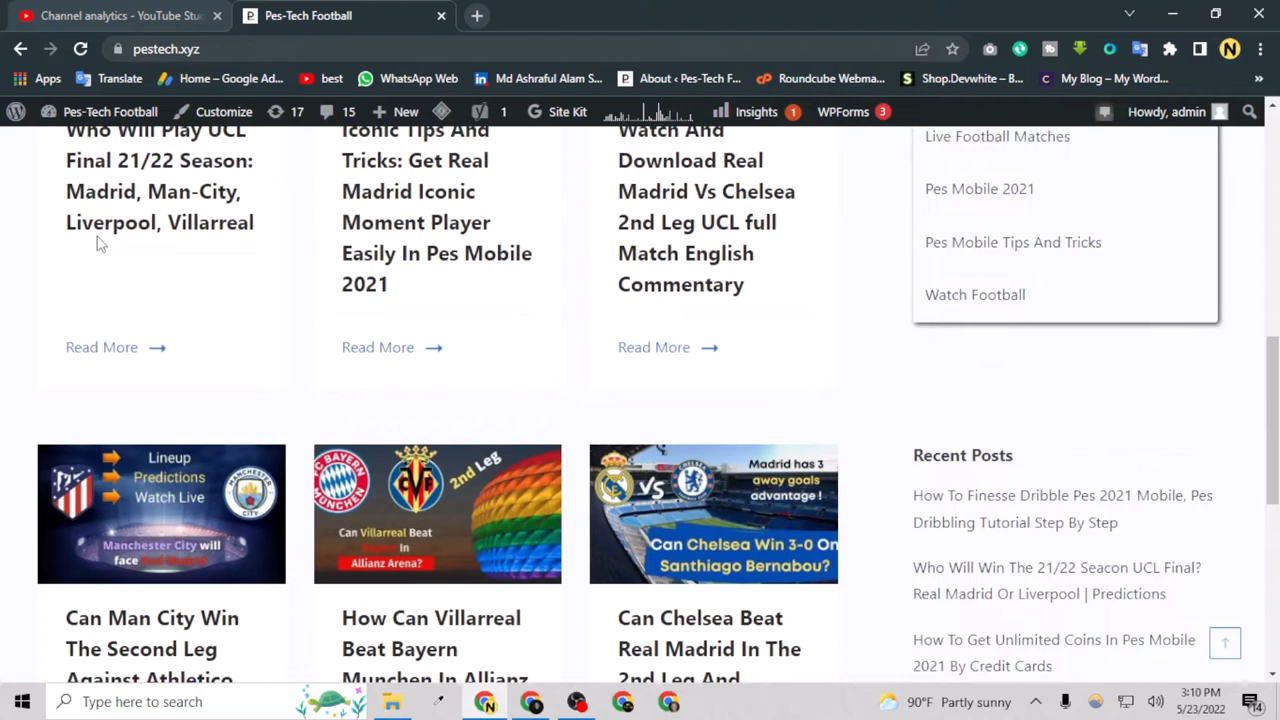 Channel analytics - YouTube Stu
Pes-Tech Football
pestech.xyz
Apps
Translate
Home – Google Ad...
best
WhatsApp Web
Md Ashraful Alam S...
About ‹ Pes-Tech F...
Roundcube Webma...
Shop.Devwhite – B...
My Blog – My Word...
»
Pes-Tech Football
Customize
17
15
New
1
Site Kit
Insights
1
WPForms
3
Howdy, admin
Who Will Play UCL
Final 21/22 Season:
Madrid, Man-City,
Liverpool, Villarreal
Read More
Iconic Tips And
Tricks: Get Real
Madrid Iconic
Moment Player
Easily In Pes Mobile
2021
Read More
Watch And
Download Real
Madrid Vs Chelsea
2nd Leg UCL full
Match English
Commentary
Read More
Live Football Matches
Pes Mobile 2021
Pes Mobile Tips And Tricks
Watch Football
Lineup
Predictions
Watch Live
Manchester City will
face
2nd Leg
Can Villarreal Beat
Bayern In
Allianz Arena?
Madrid has 3
away goals
advantage !
VS
Can Chelsea Win 3-0 On
Santhiago Bernabou?
Can Man City Win
The Second Leg
Against Athletico
How Can Villarreal
Beat Bayern
Munchen In Allianz
Can Chelsea Beat
Real Madrid In The
2nd Leg And
Recent Posts
How To Finesse Dribble Pes 2021 Mobile, Pes
Dribbling Tutorial Step By Step
Who Will Win The 21/22 Seacon UCL Final?
Real Madrid Or Liverpool | Predictions
How To Get Unlimited Coins In Pes Mobile
2021 By Credit Cards
Type here to search
90°F Partly sunny
3:10 PM
5/23/2022
14